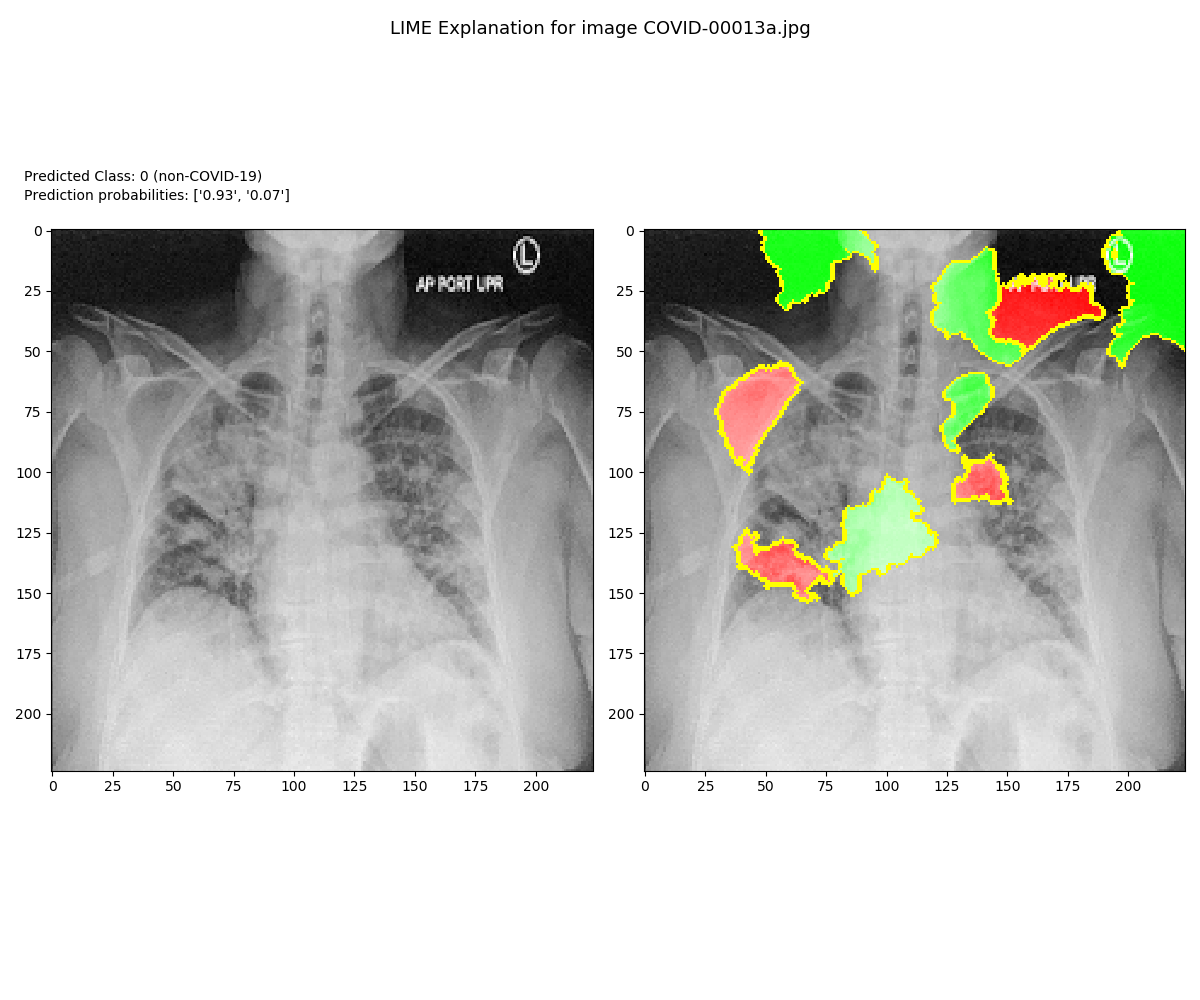 LIME Explanation for image COVID-00013a.jpg
Predicted Class: 0 (non-COVID-19)
Prediction probabilities: ['0.93', '0.07']
0
25
50
75
100
125
150
175
200
0 25 50 75 100 125 150 175 200
L
AP PORT UPR
0
25
50
75
100
125
150
175
200
0 25 50 75 100 125 150 175 200
L